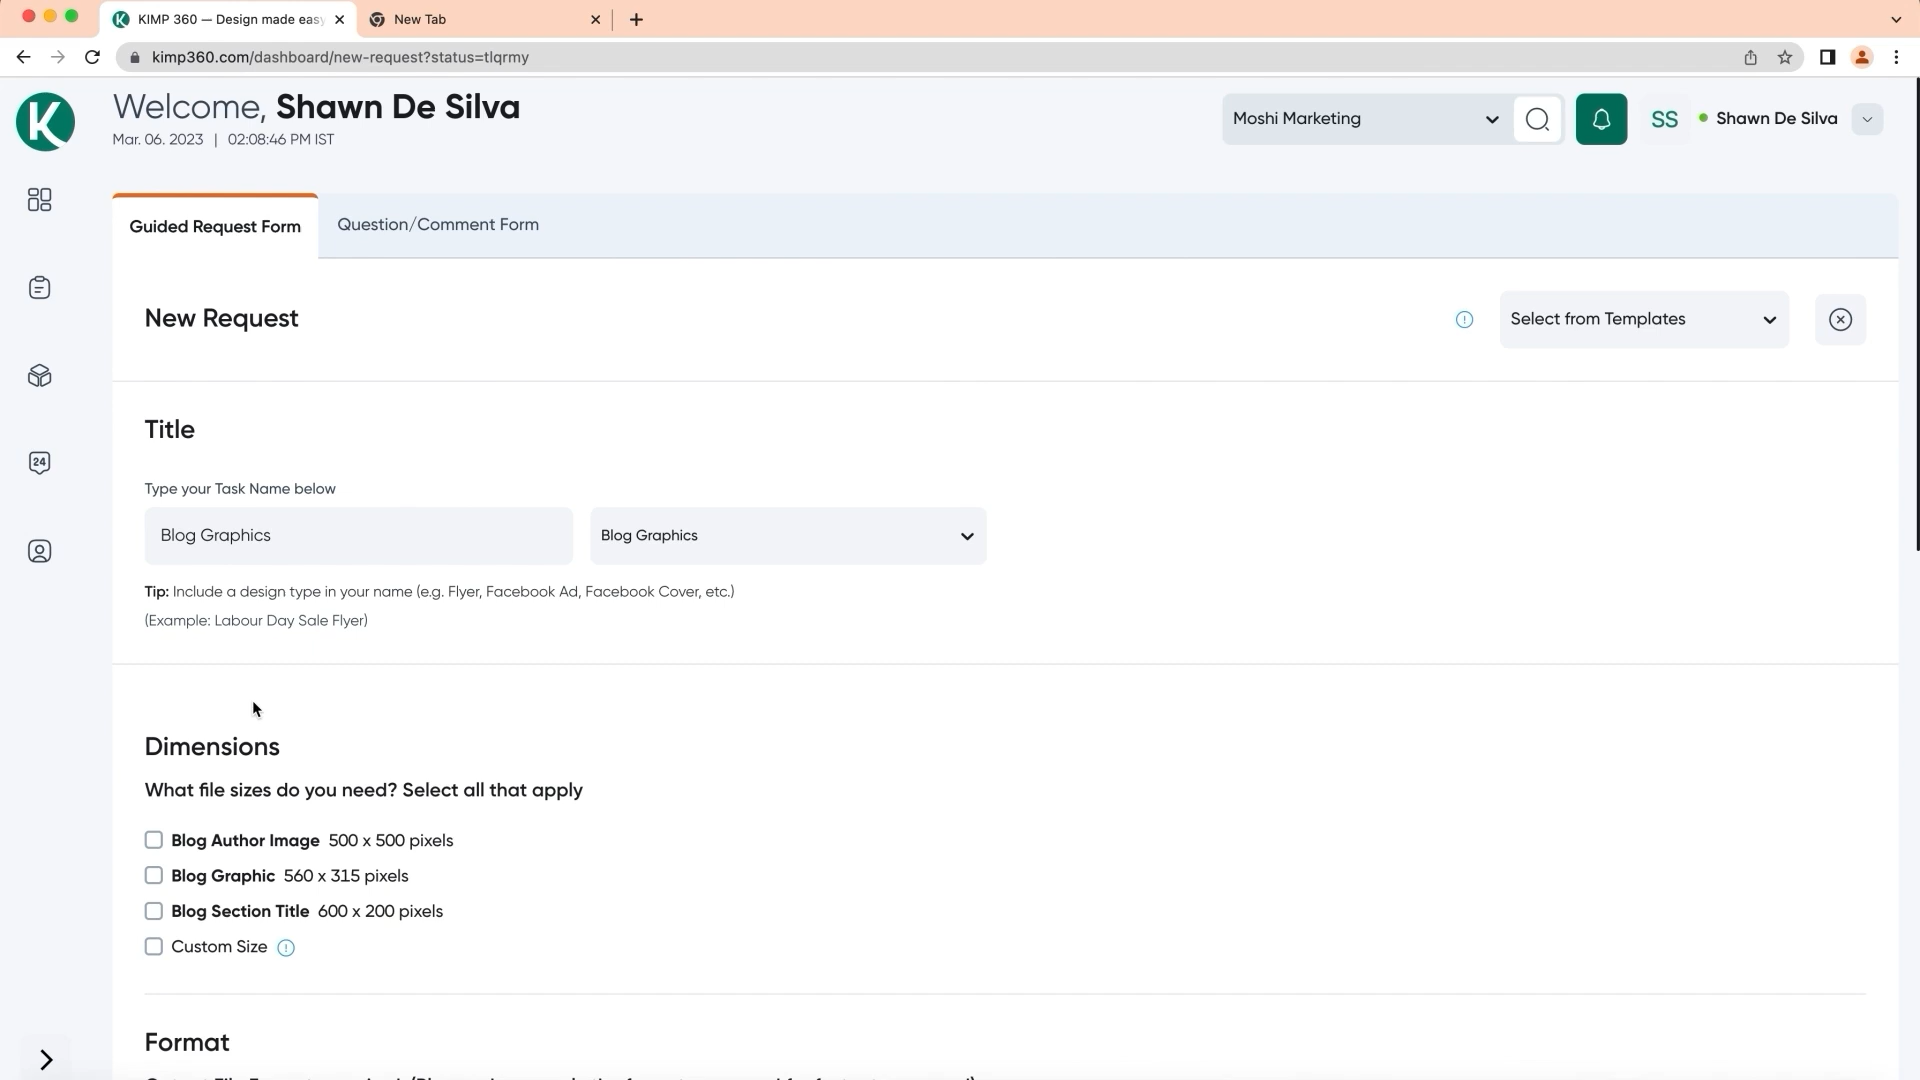 KIMP 360 — Design made easy
New Tab
kimp360.com/dashboard/new-request?status=tlqrmy
K
Welcome, Shawn De Silva
Mar. 06. 2023 | 02:08:46 PM IST
Moshi Marketing
SS
Shawn De Silva
Guided Request Form
Question/Comment Form
New Request
Select from Templates
Title
Type your Task Name below
Blog Graphics
Blog Graphics
Tip: Include a design type in your name (e.g. Flyer, Facebook Ad, Facebook Cover, etc.)
(Example: Labour Day Sale Flyer)
24
Dimensions
What file sizes do you need? Select all that apply
Blog Author Image 500 x 500 pixels
Blog Graphic 560 x 315 pixels
Blog Section Title 600 x 200 pixels
Custom Size
Format